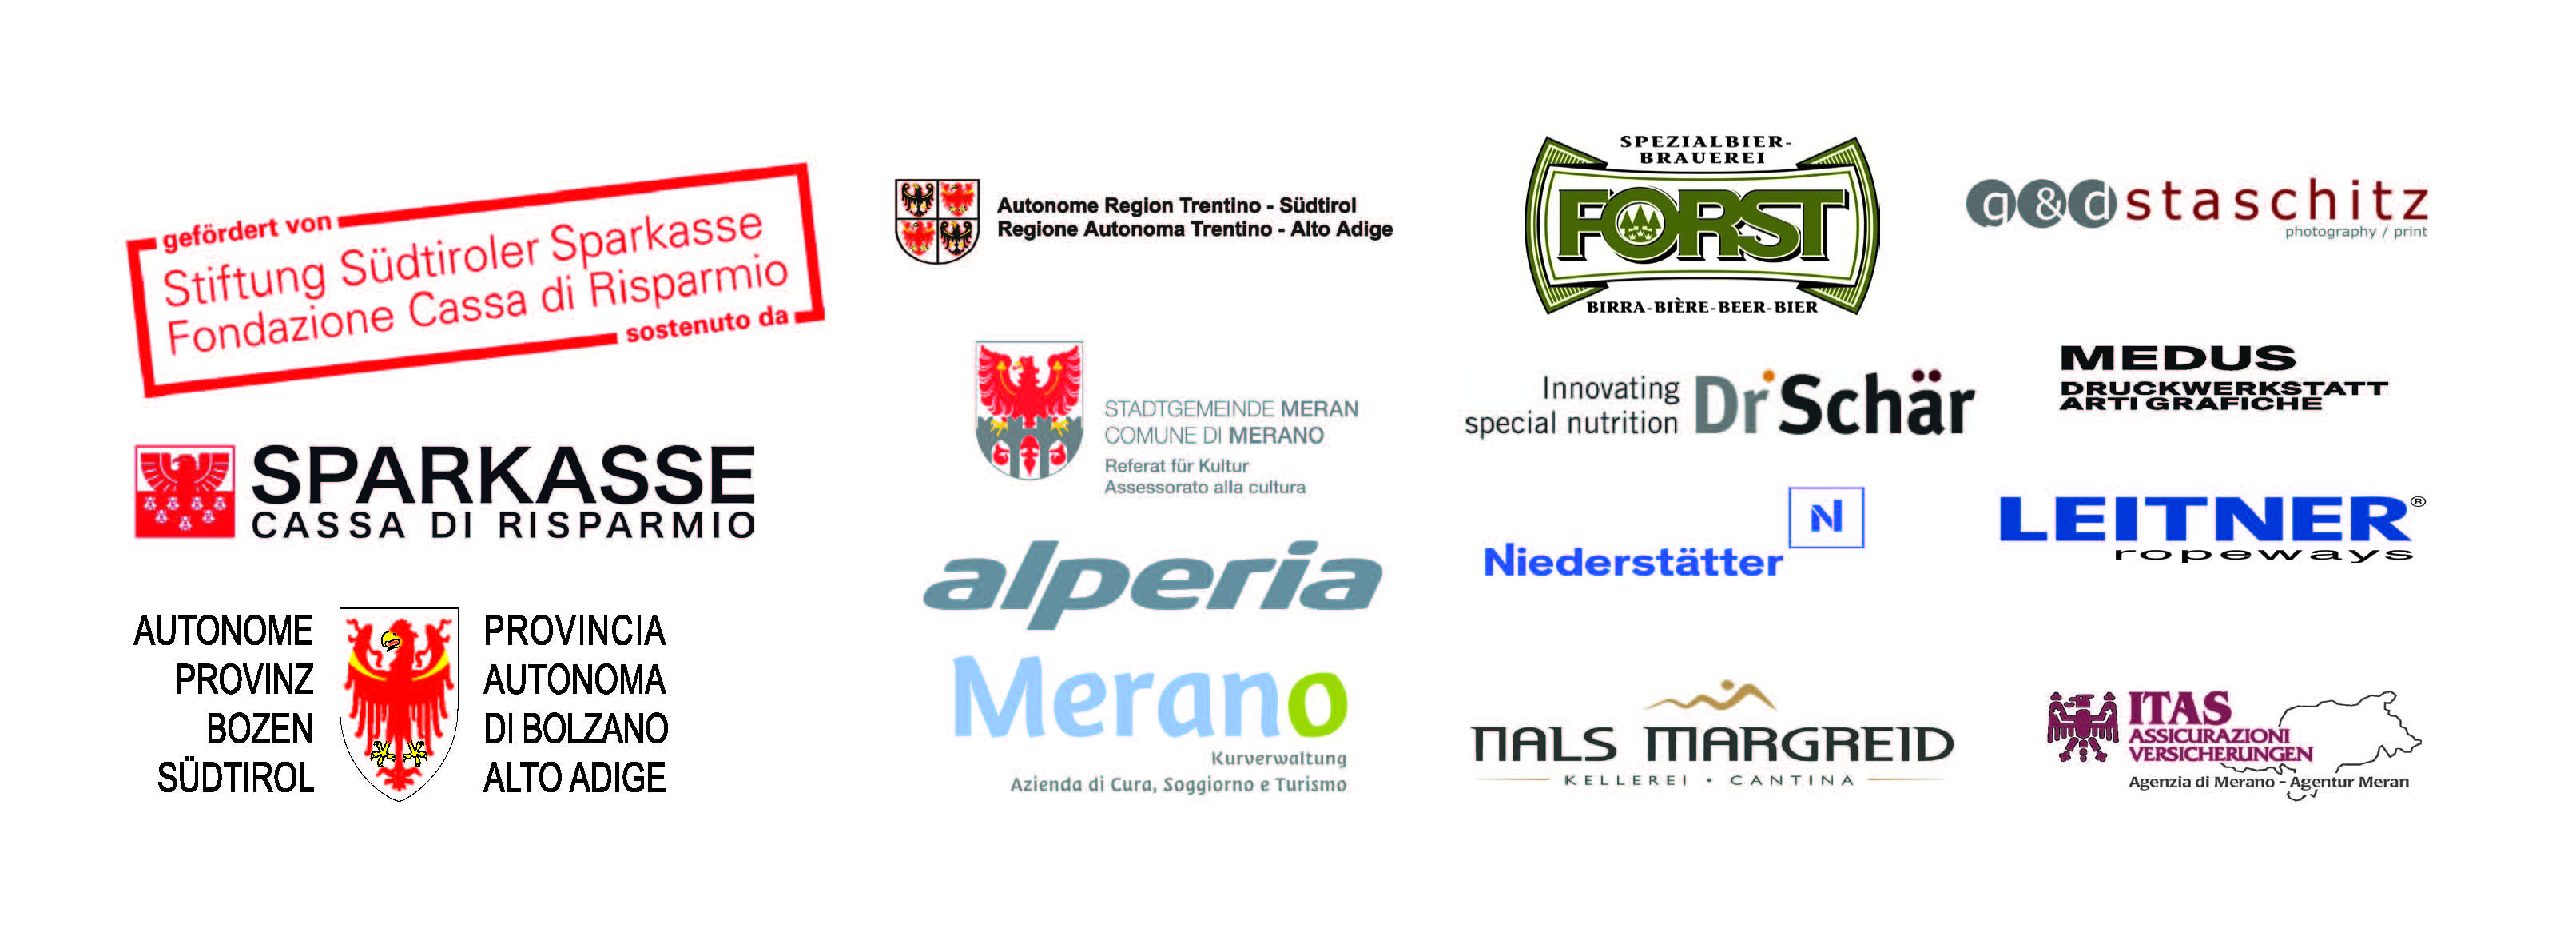 gefördert von
Stiftung Südtiroler Sparkasse
Fondazione Cassa di Risparmio
sostenuto da
SPARKASSE
CASSA DI RISPARMIO
AUTONOME
PROVINZ
BOZEN
SÜDTIROL
PROVINCIA
AUTONOMA
DI BOLZANO
ALTO ADIGE
Autonome Region Trentino - Südtirol
Regione Autonoma Trentino - Alto Adige
STADTGEMEINDE MERAN
COMUNE DI MERANO
Referat für Kultur
Assessorato alla cultura
alperia
Merano
Kurverwaltung
Azienda di Cura, Soggiorno e Turismo
SPEZIALBIER-
BRAUEREI
FORST
BIRRA-BIÈRE-BEER-BIER
Innovating
special nutrition
Dr Schär
N
Niederstätter
NALS MARGREID
KELLEREI • CANTINA
g&d staschitz
photography / print
MEDUS
DRUCKWERKSTATT
ARTI GRAFICHE
LEITNER®
ropeways
ITAS
ASSICURAZIONI
VERSICHERUNGEN
Agenzia di Merano - Agentur Meran